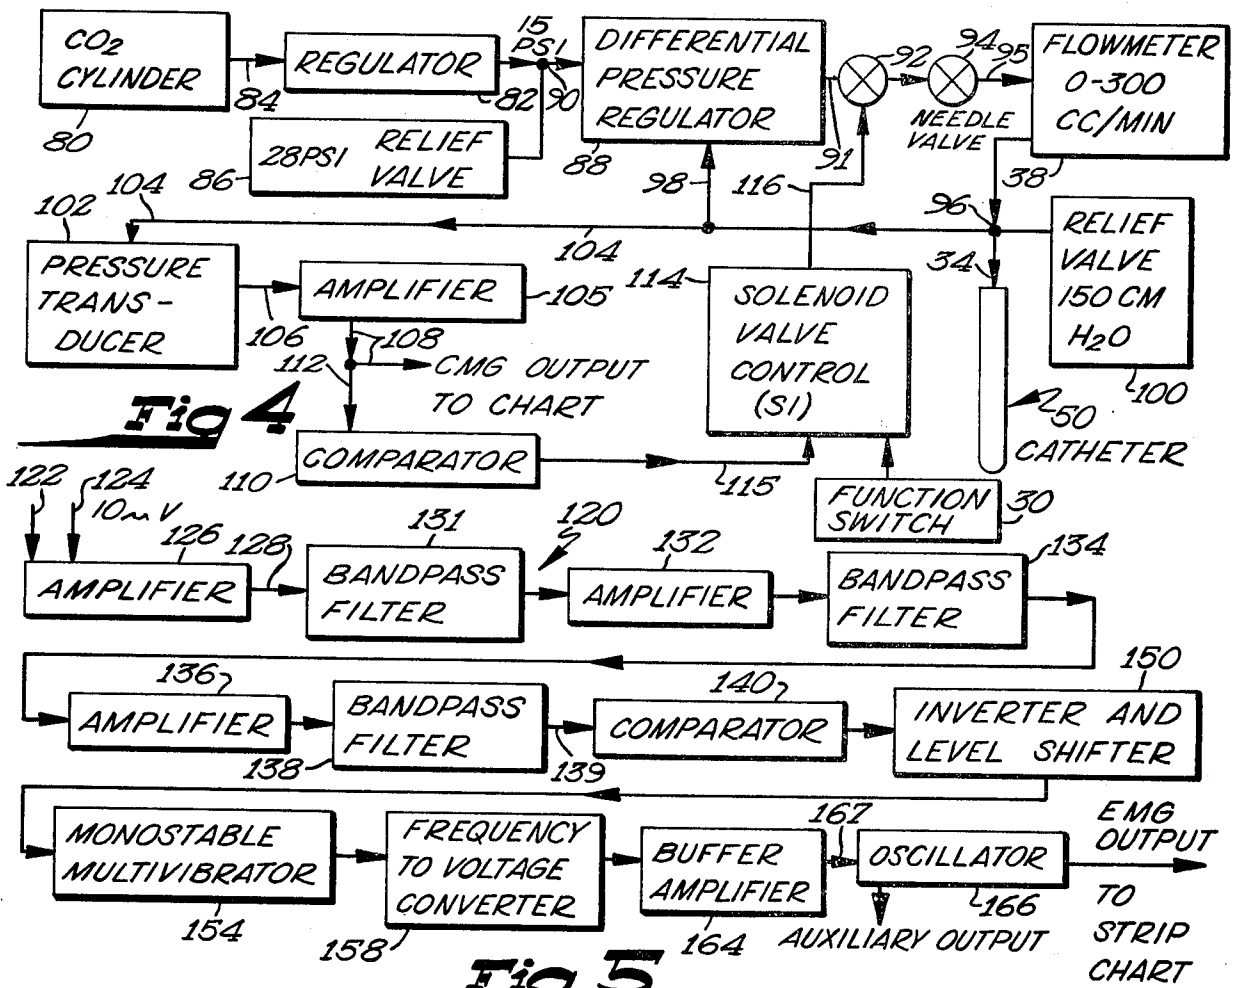 CO2
CYLINDER
80
84
REGULATOR
82
15
PSI
90
28PSI RELIEF
VALVE
86
DIFFERENTIAL
PRESSURE
REGULATOR
88
91
92
94
95
NEEDLE
VALVE
FLOWMETER
0-300
CC/MIN
38
98
116
96
34
104
102
104
PRESSURE
TRANS-
DUCER
106
AMPLIFIER
105
108
112
CMG OUTPUT
TO CHART
114
SOLENOID
VALVE
CONTROL
(S1)
RELIEF
VALVE
150 CM
H2O
100
50
CATHETER
Fig 4
COMPARATOR
110
115
FUNCTION
SWITCH
30
122
124
10~V
126
AMPLIFIER
128
131
BANDPASS
FILTER
120
132
AMPLIFIER
134
BANDPASS
FILTER
136
AMPLIFIER
BANDPASS
FILTER
138
139
140
COMPARATOR
150
INVERTER AND
LEVEL SHIFTER
MONOSTABLE
MULTIVIBRATOR
154
FREQUENCY
TO VOLTAGE
CONVERTER
158
BUFFER
AMPLIFIER
164
167
OSCILLATOR
166
AUXILIARY OUTPUT
EMG
OUTPUT
TO
STRIP
CHART
Fig 5